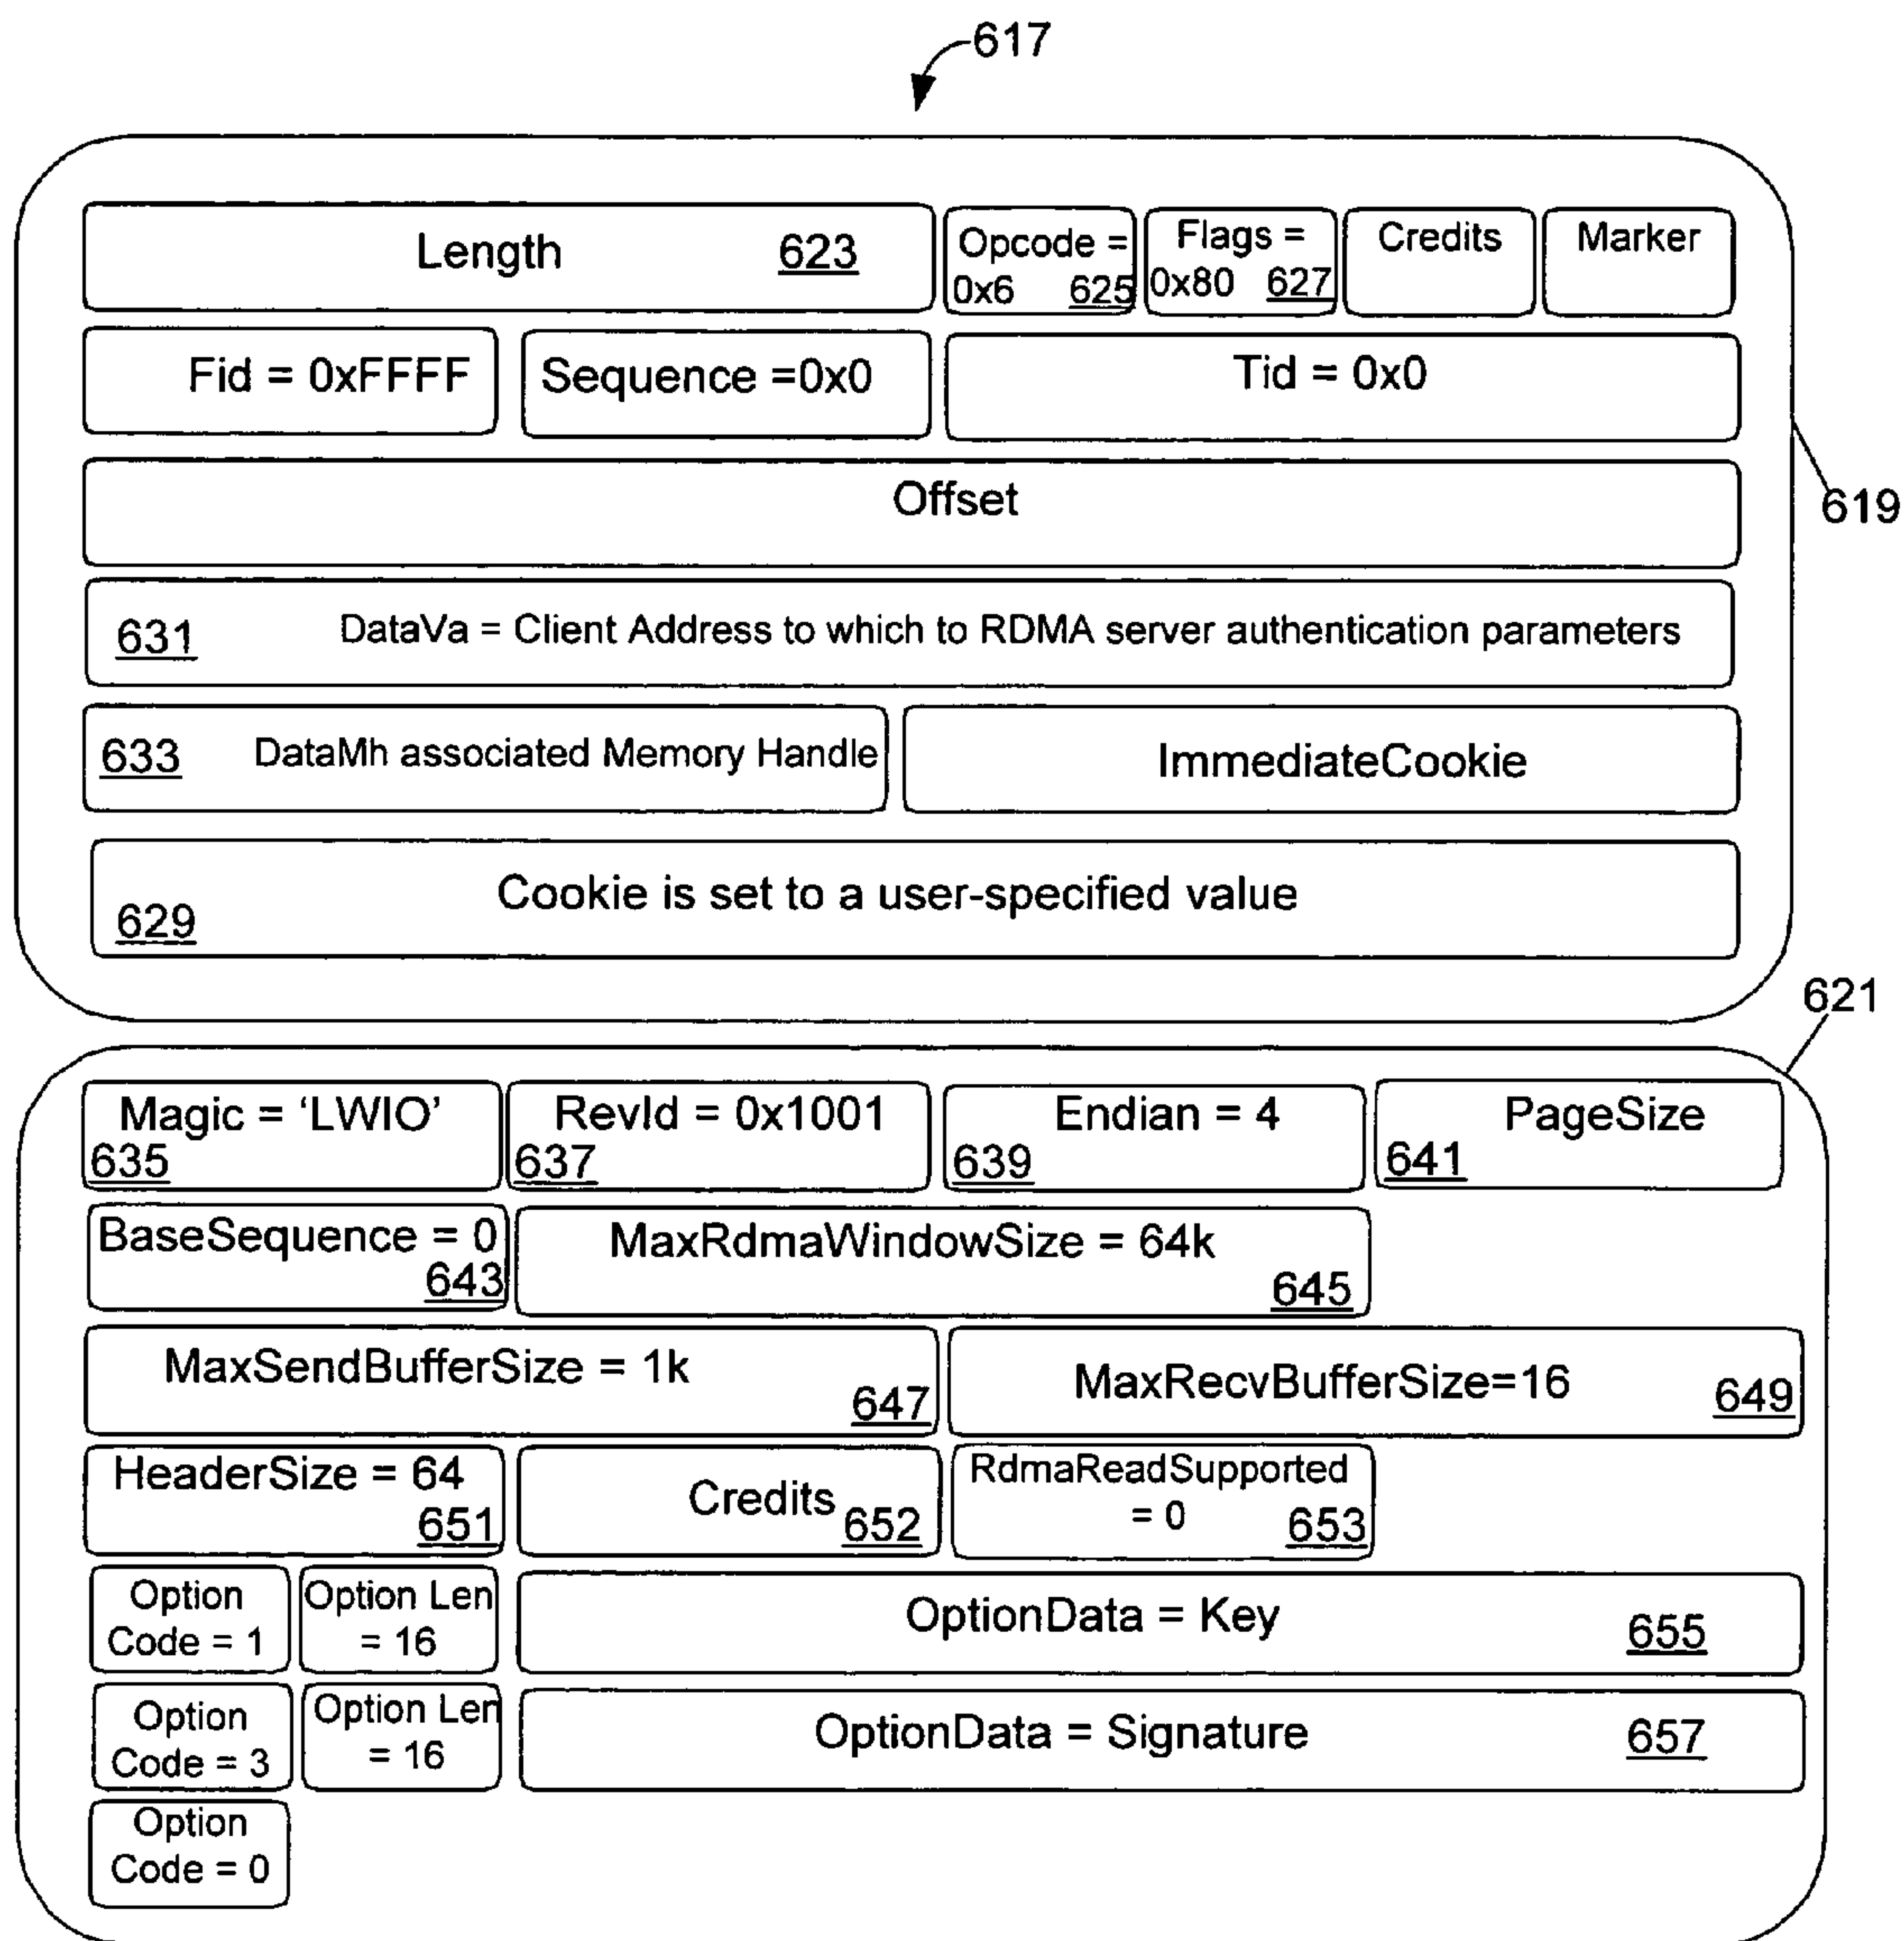 617
Length 623
Opcode =
0x6 625
Flags =
0x80 627
Credits
Marker
Fid = 0xFFFF
Sequence =0x0
Tid = 0x0
Offset
619
631 DataVa = Client Address to which to RDMA server authentication parameters
633 DataMh associated Memory Handle
ImmediateCookie
Cookie is set to a user-specified value
629
621
Magic = ‘LWIO’
635
RevId = 0x1001
637
Endian = 4
639
PageSize
641
BaseSequence = 0
643
MaxRdmaWindowSize = 64k
645
MaxSendBufferSize = 1k
647
MaxRecvBufferSize=16 649
HeaderSize = 64
651
Credits 652
RdmaReadSupported
= 0 653
Option
Code = 1
Option Len
= 16
OptionData = Key 655
Option
Code = 3
Option Len
= 16
OptionData = Signature 657
Option
Code = 0